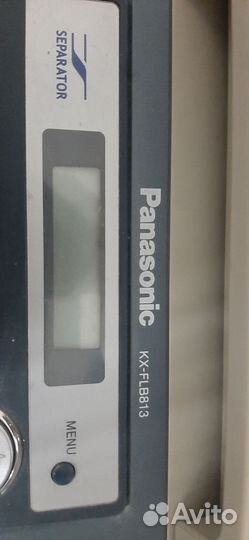 SEPARATOR
Panasonic
KX-FLB813
MENU
Avito